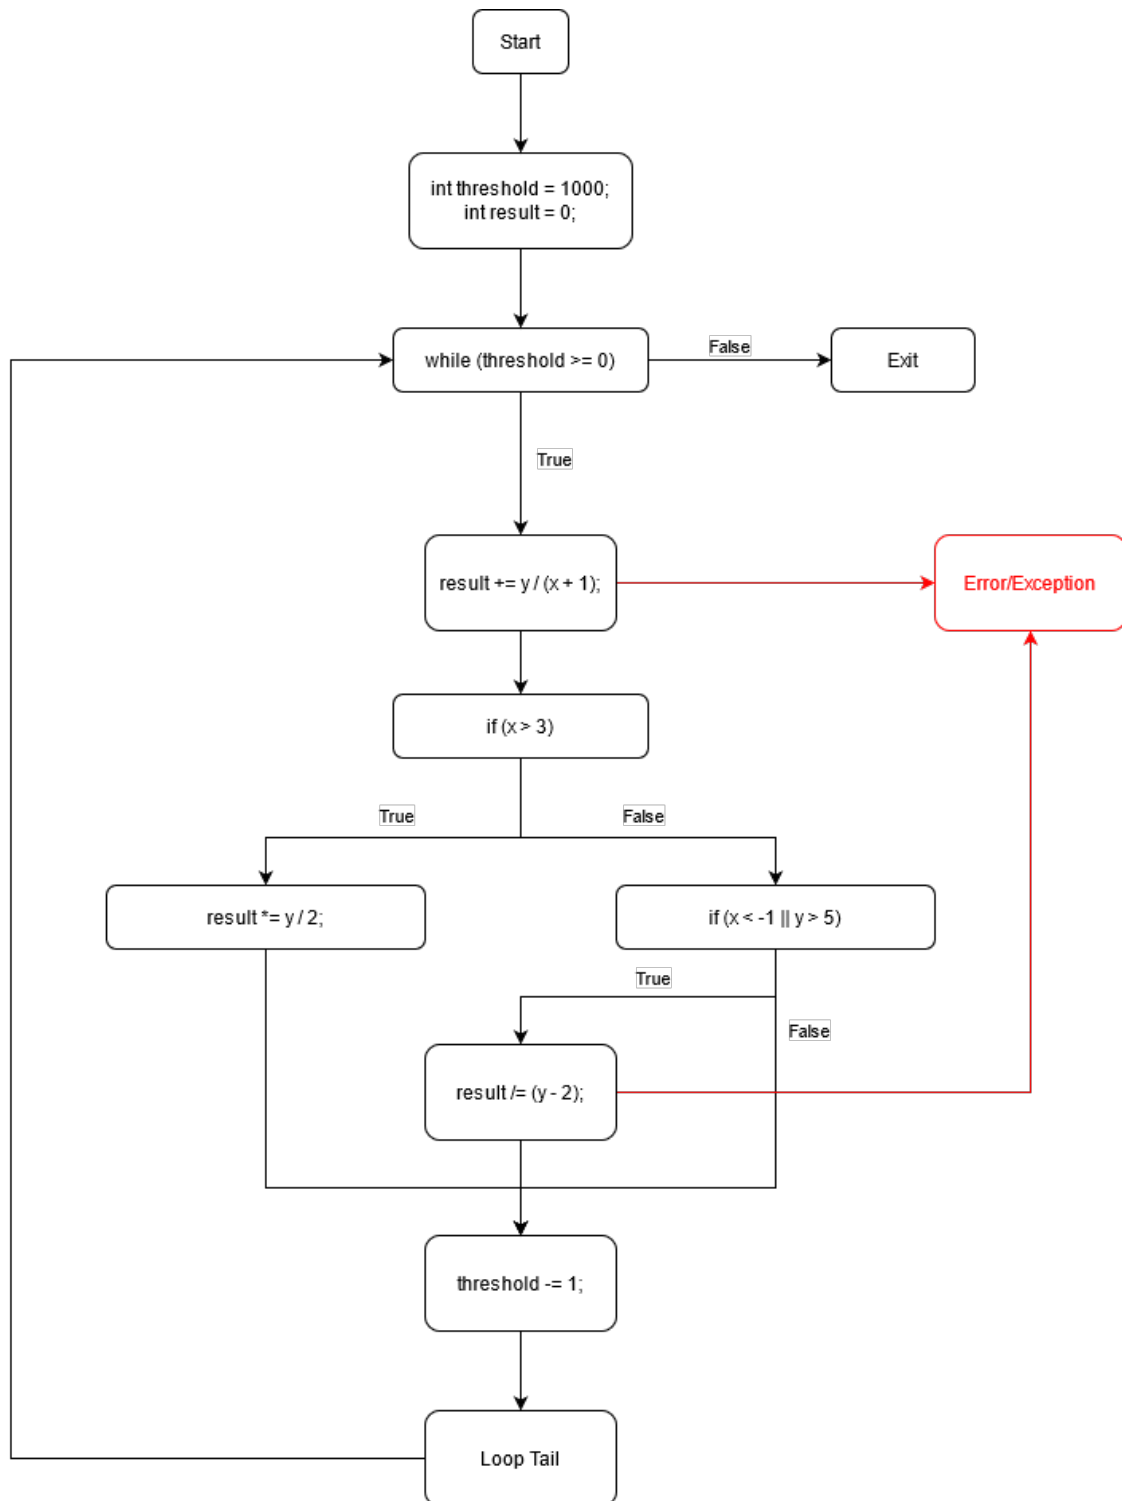 Start
int threshold = 1000;
int result = 0;
while (threshold >= 0)
False
Exit
True
result += y / (x + 1);
Error/Exception
if (x > 3)
True
False
result *= y / 2;
if (x < -1 || y > 5)
True
False
result /= (y - 2);
threshold -= 1;
Loop Tail